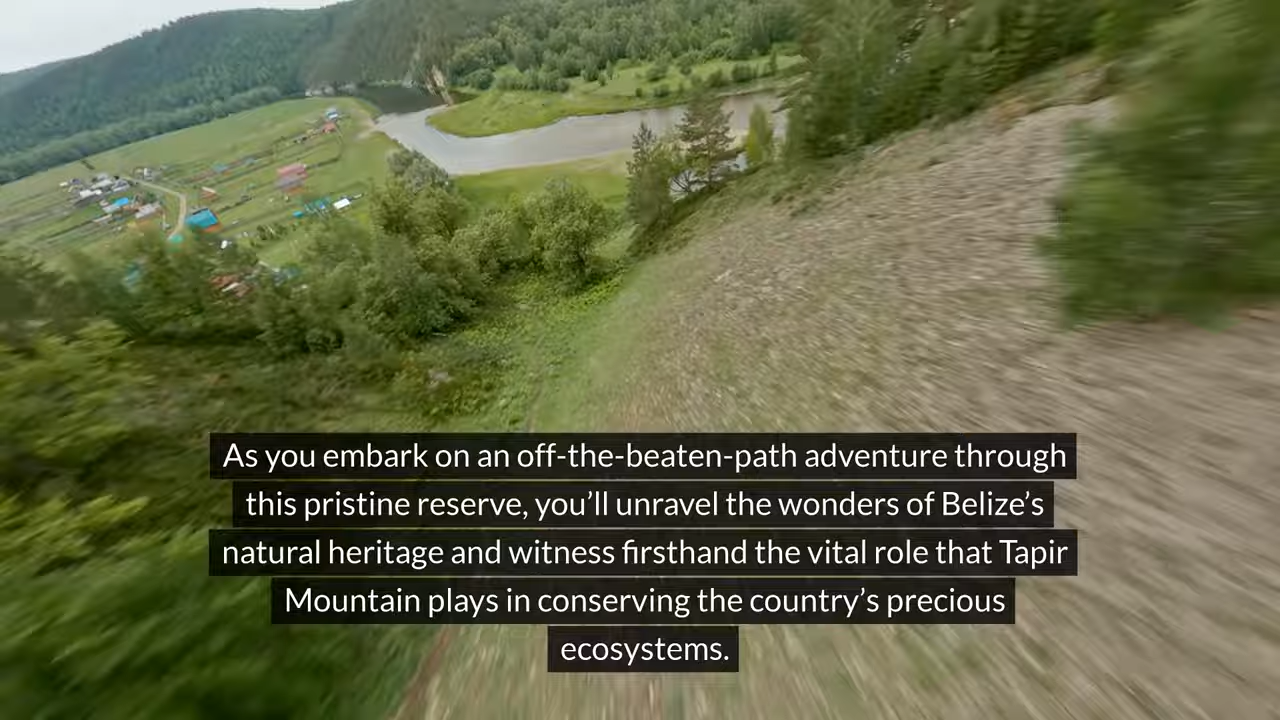 As you embark on an off-the-beaten-path adventure through
this pristine reserve, you’ll unravel the wonders of Belize’s
natural heritage and witness firsthand the vital role that Tapir
Mountain plays in conserving the country’s precious
ecosystems.